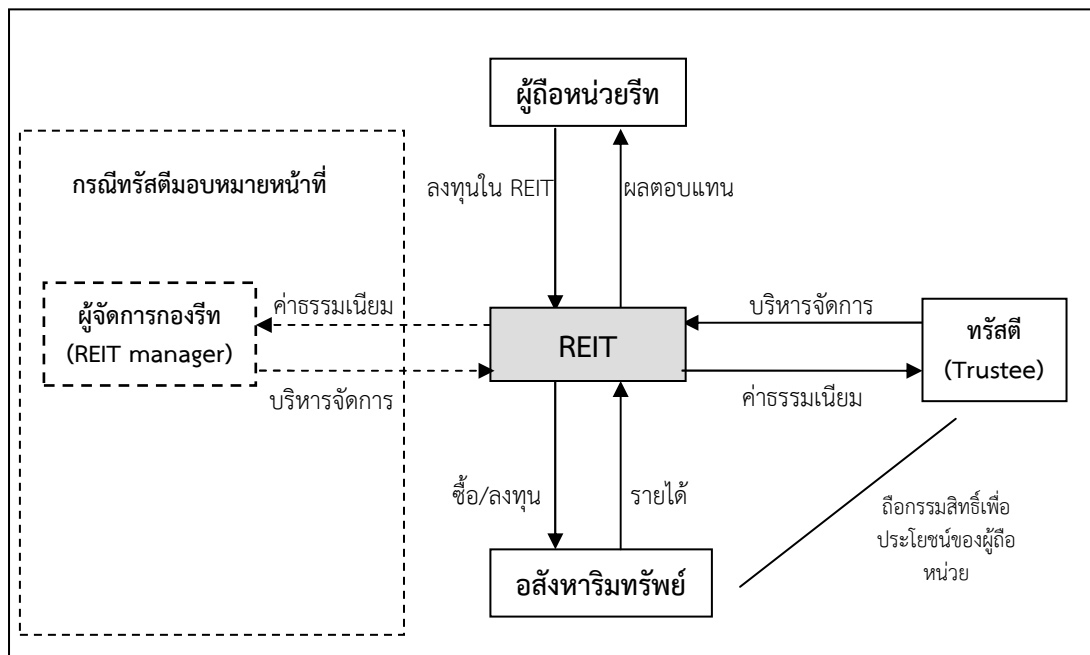 ผู้ถือหน่วยรีท
กรณีทรัสตีมอบหมายหน้าที่
ลงทุนใน REIT
ผลตอบแทน
ผู้จัดการกองรีท
(REIT manager)
ค่าธรรมเนียม
บริหารจัดการ
REIT
บริหารจัดการ
ค่าธรรมเนียม
ทรัสตี
(Trustee)
ซื้อ/ลงทุน
รายได้
ถือกรรมสิทธิ์เพื่อ
ประโยชน์ของผู้ถือ
หน่วย
อสังหาริมทรัพย์